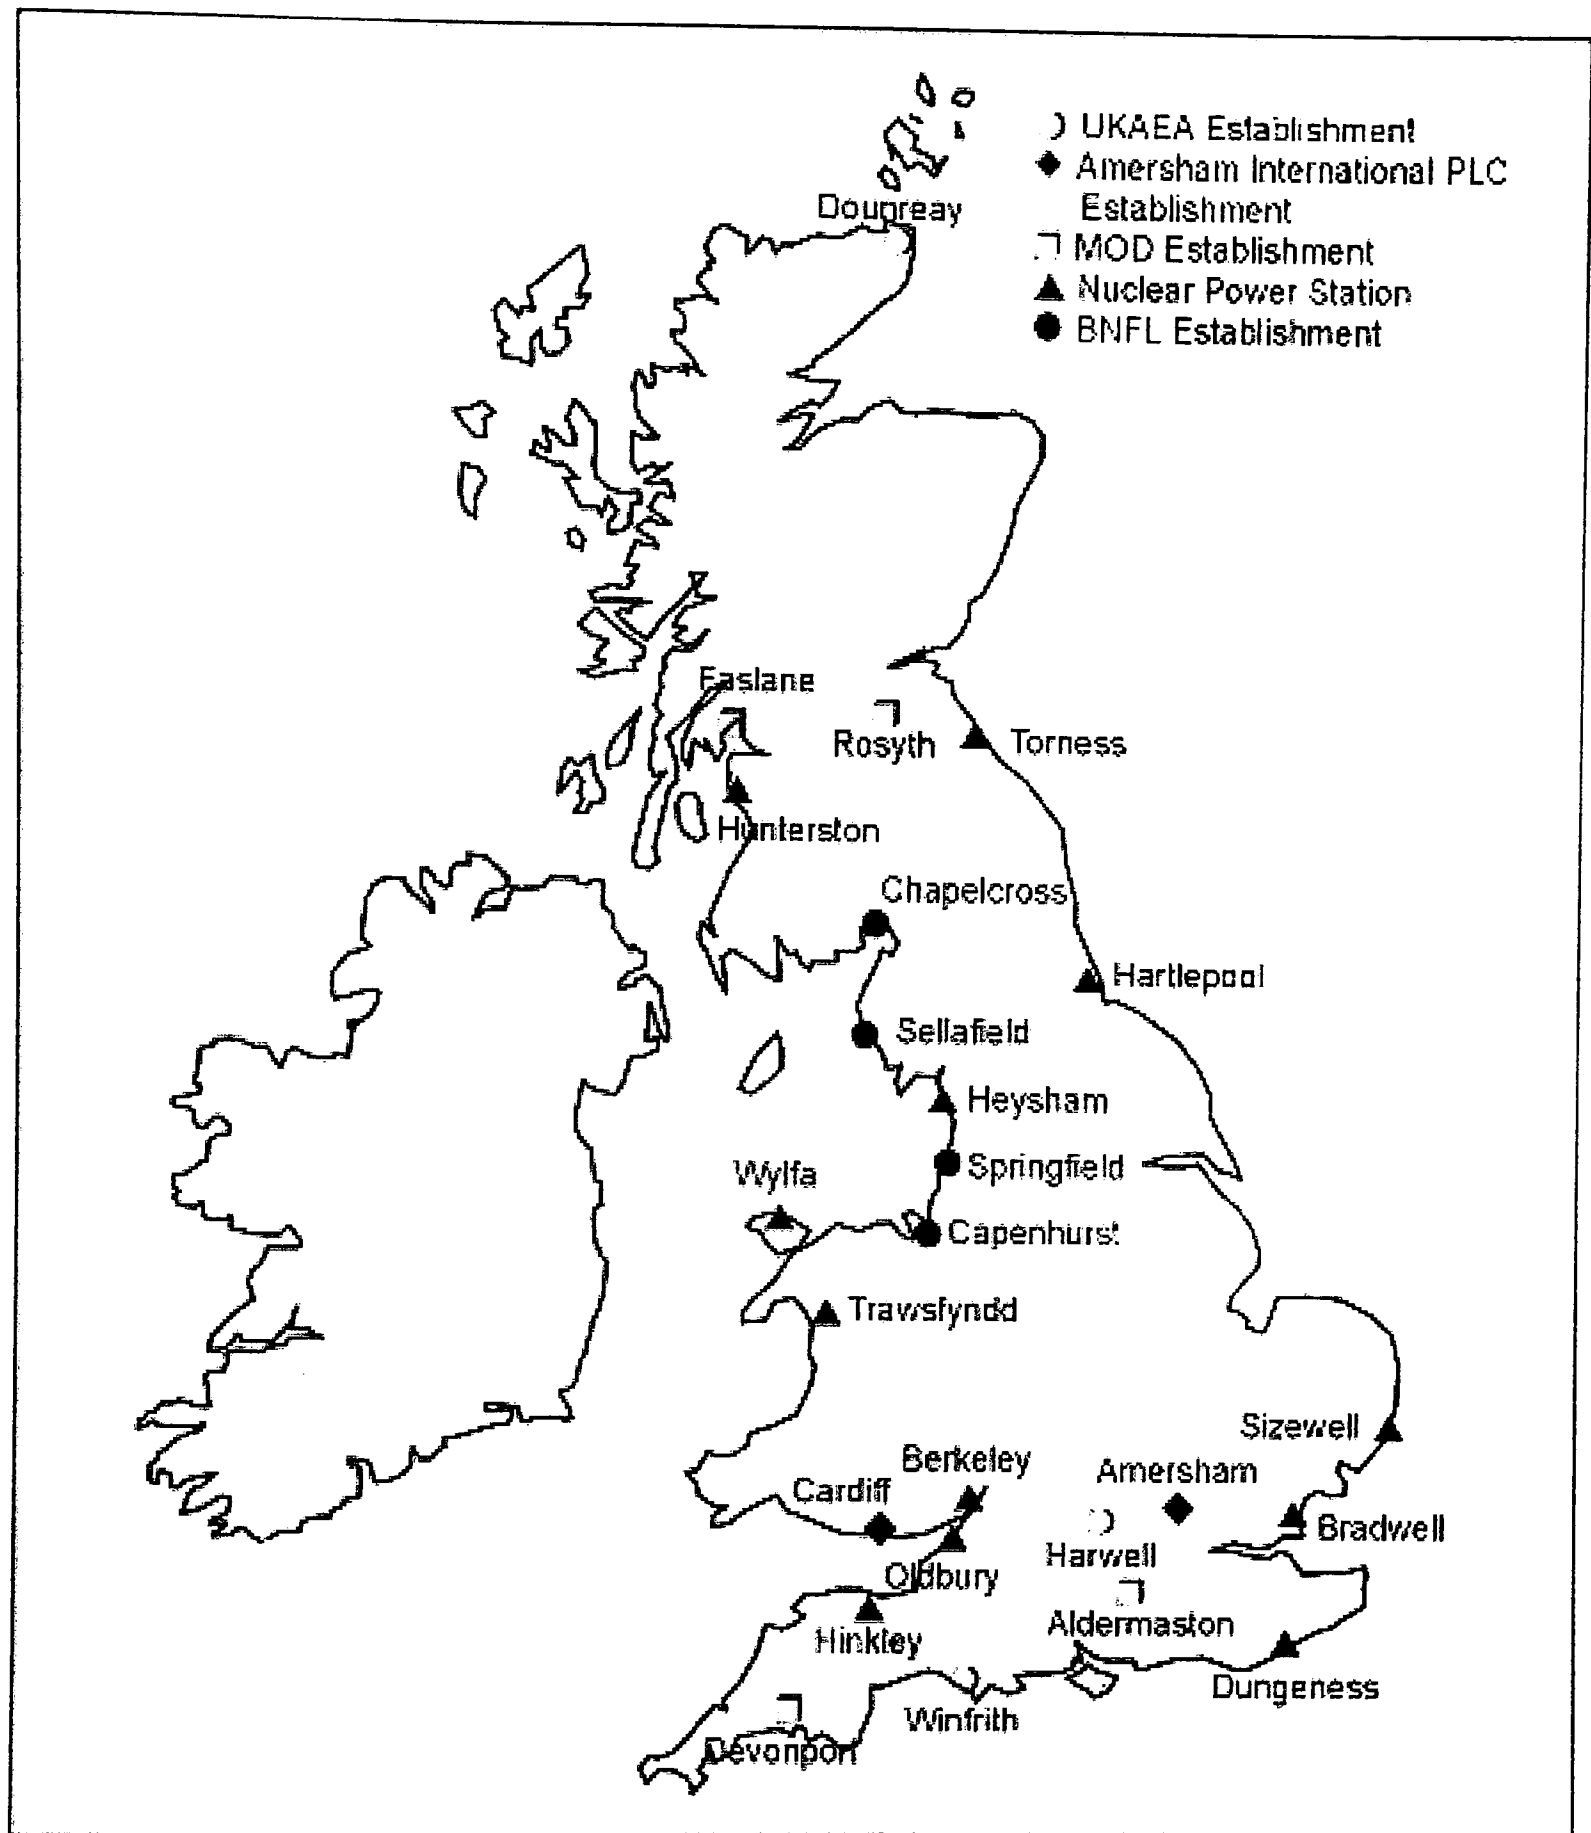 UKAEA Establishment
Amersham International PLC
Establishment
MOD Establishment
Nuclear Power Station
BNFL Establishment
Dounreay
Faslane
Rosyth
Torness
Hunterston
Chapelcross
Hartlepool
Sellafield
Heysham
Springfield
Wylfa
Capenhurst
Trawsfyndd
Sizewell
Berkeley
Amersham
Cardiff
Bradwell
Harwell
Oldbury
Aldermaston
Hinkley
Dungeness
Winfrith
Devonport